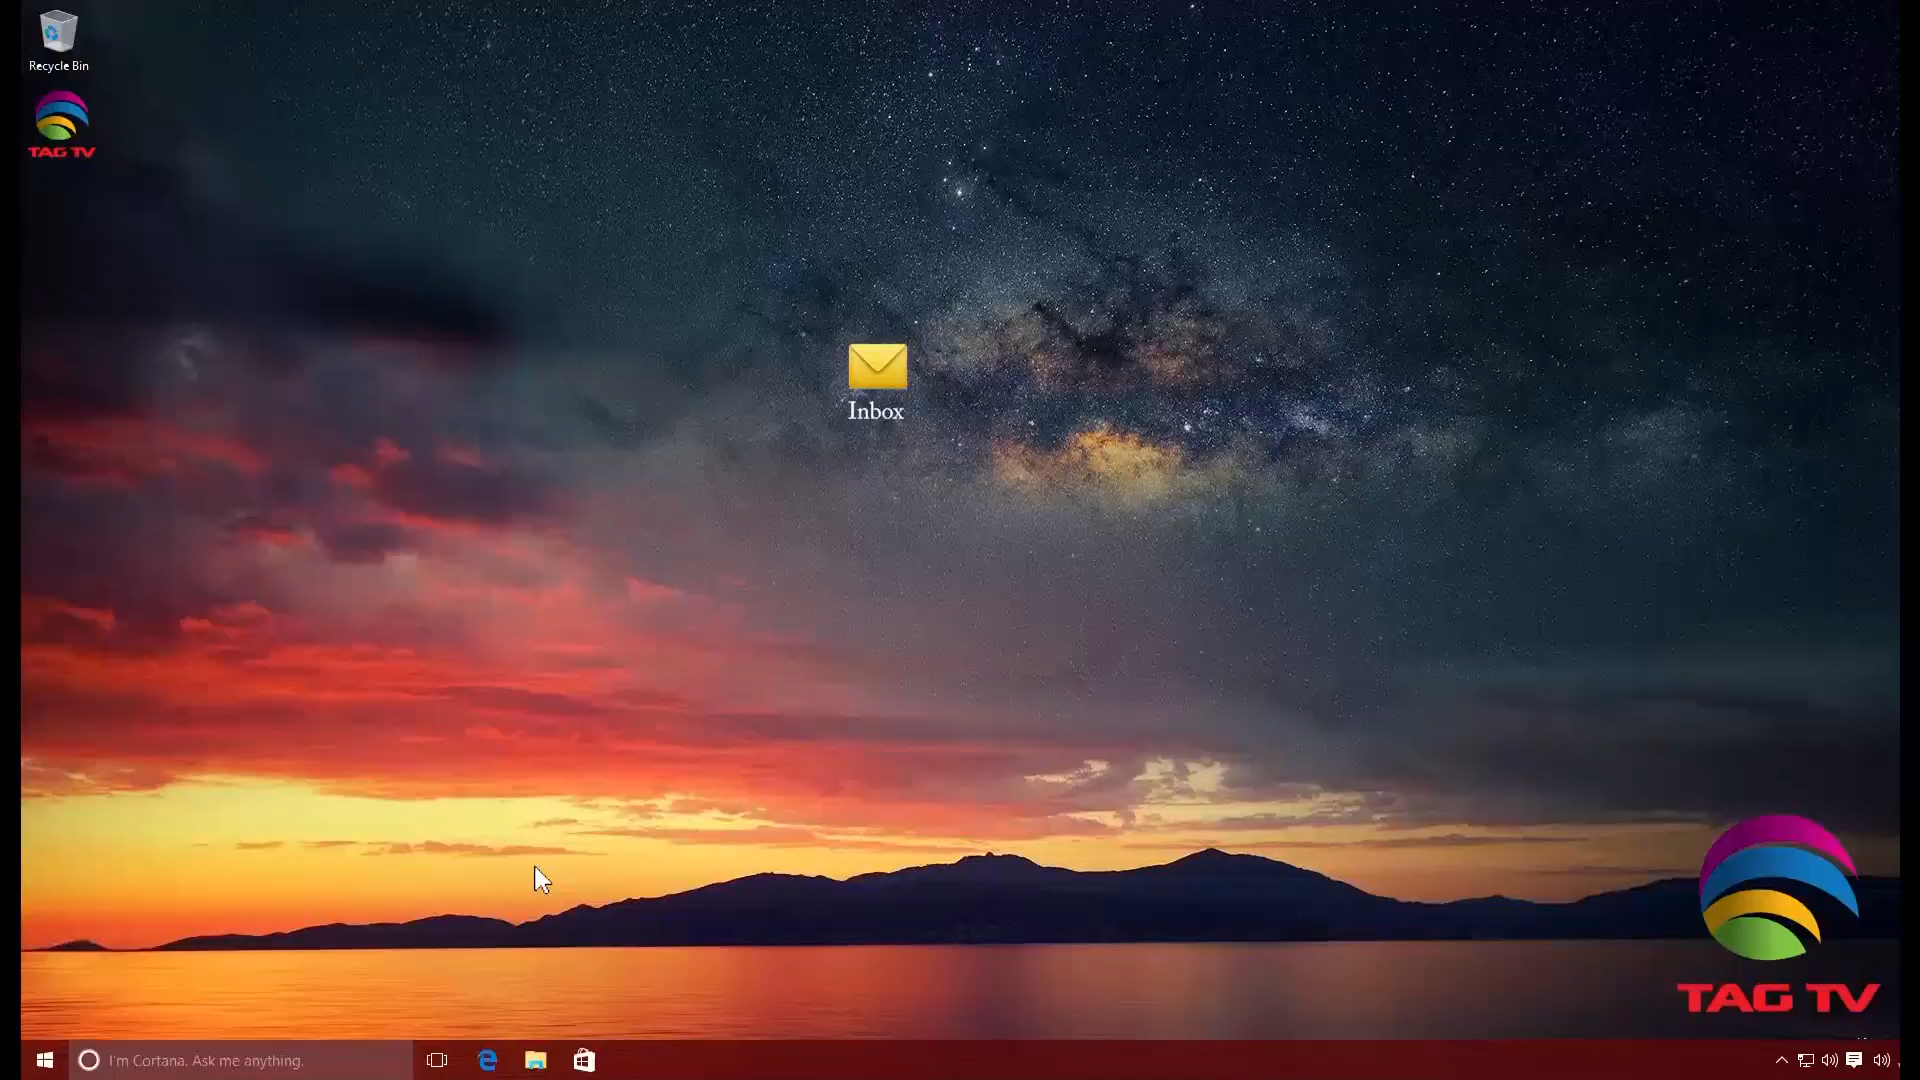 Recycle Bin
TAG TV
Inbox
TAG TV
I'm Cortana. Ask me anything.